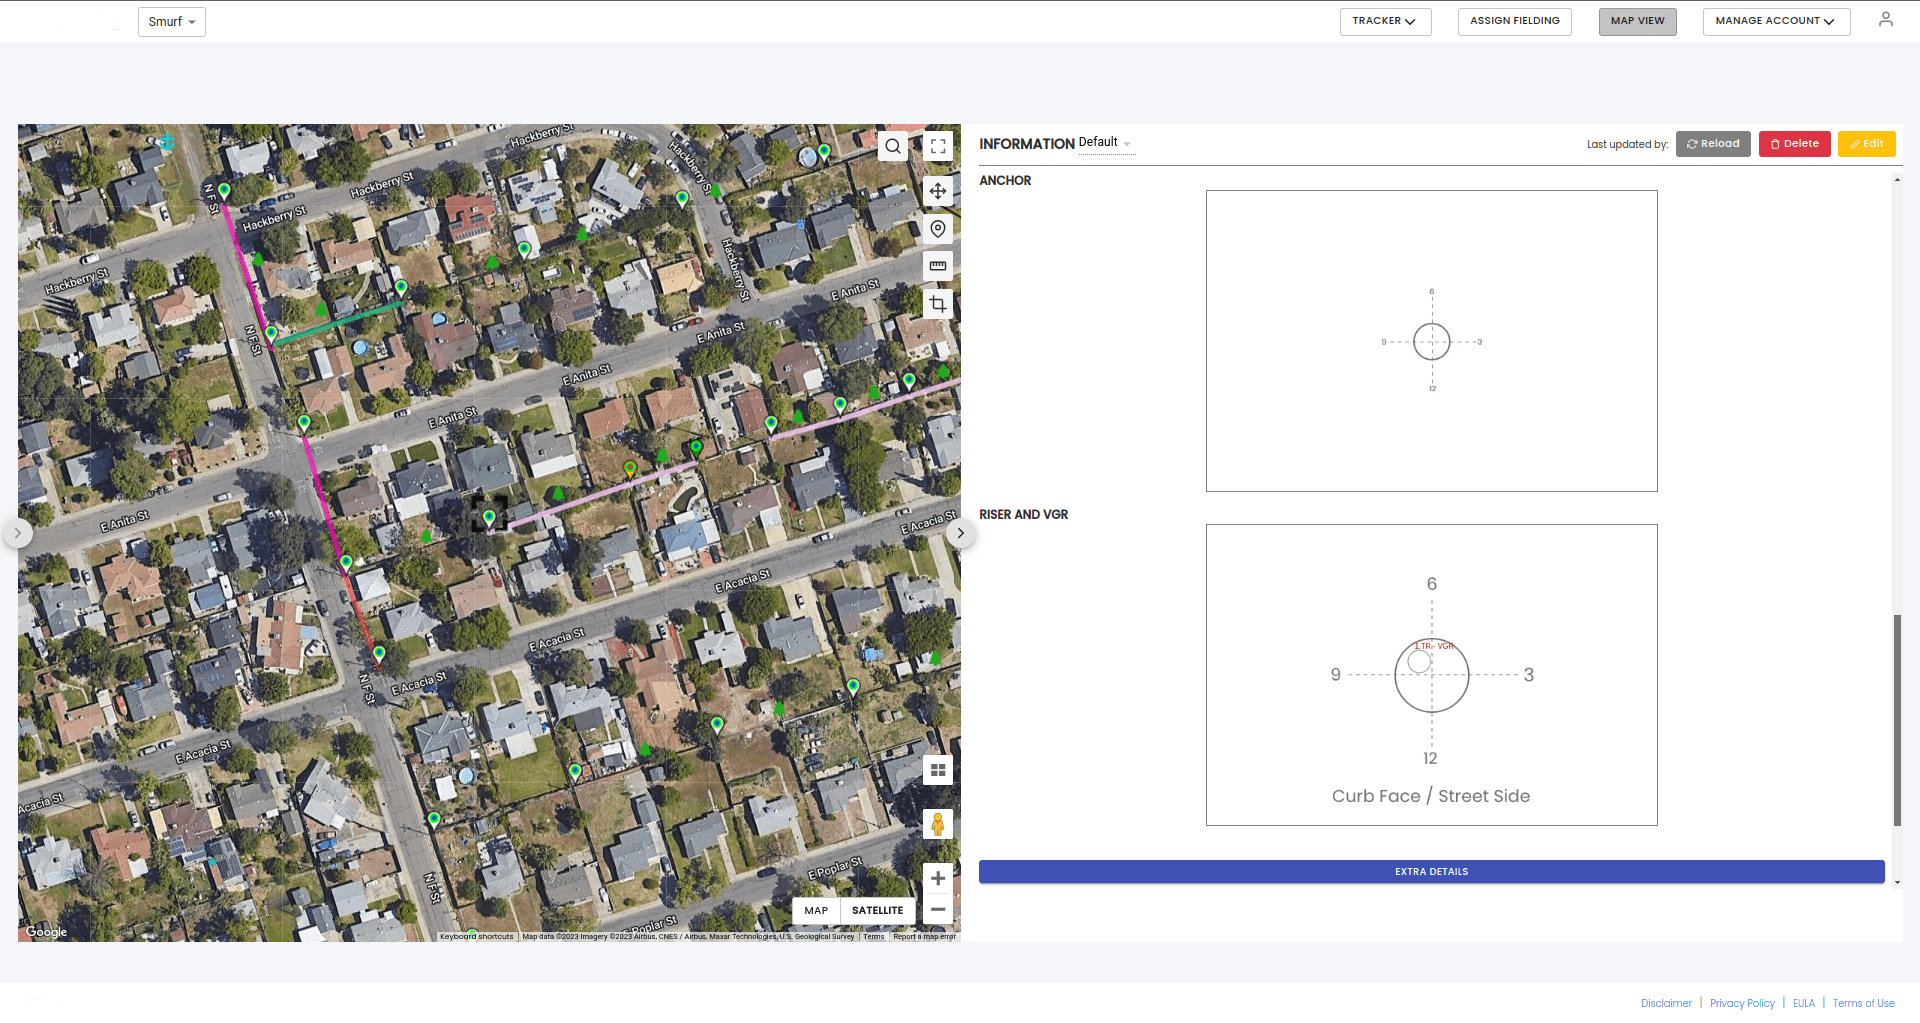 Smurf
TRACKER
ASSIGN FIELDING
MAP VIEW
MANAGE ACCOUNT
Hackberry St
Hackberry St
Hackberry St
N F St
Hackberry St
Hackberry St
Hackberry St
E Anita St
N F St
E Anita St
E Anita St
E Anita St
E Anita St
E Acacia St
E Acacia St
E Acacia St
E Acacia St
N F St
E Acacia St
Acacia St
E Poplar St
N F St
E Poplar St
MAP
SATELLITE
Google
Keyboard shortcuts
Map data ©2023 Imagery ©2023 Airbus, CNES / Airbus, Maxar Technologies, U.S. Geological Survey
Terms
Report a map error
INFORMATION Default
Last updated by:
Reload
Delete
Edit
ANCHOR
6
9
3
12
RISER AND VGR
6
1.TR - VGR
9
3
12
Curb Face / Street Side
EXTRA DETAILS
Disclaimer | Privacy Policy | EULA | Terms of Use